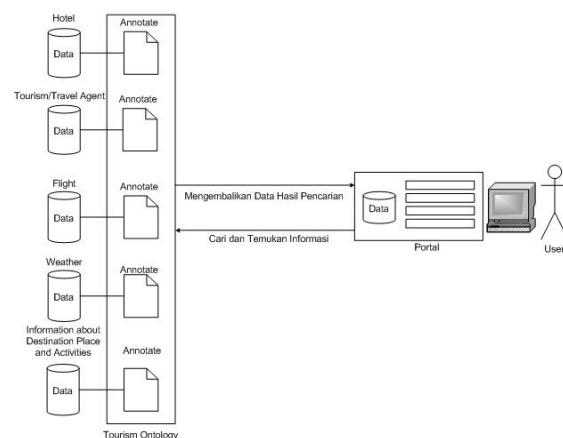 Hotel
Annotate
Data
Tourism/Travel Agent
Annotate
Data
Flight
Annotate
Data
Mengembalikan Data Hasil Pencarian
Cari dan Temukan Informasi
Data
Portal
User
Weather
Annotate
Data
Information about
Destination Place
and Activities
Annotate
Data
Tourism Ontology